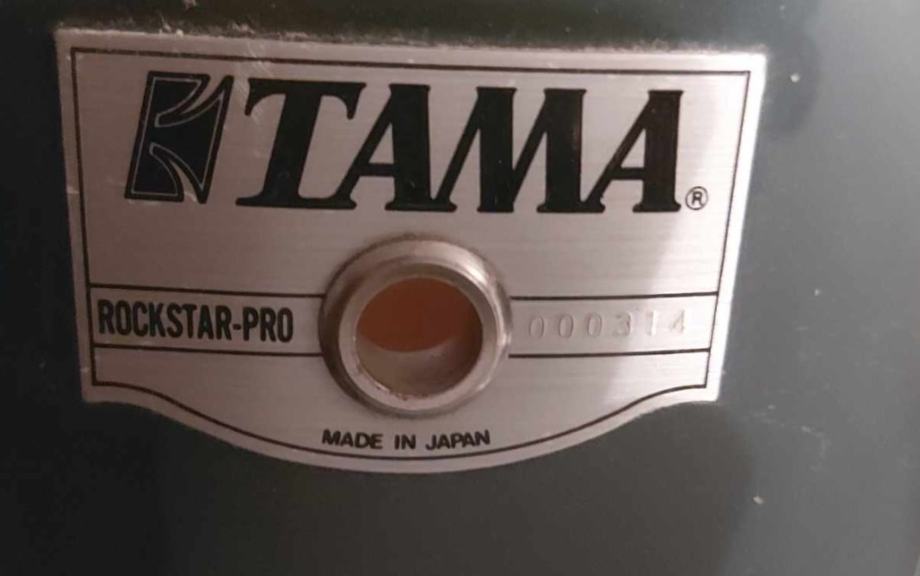 TAMA®
ROCKSTAR-PRO 000314
MADE IN JAPAN